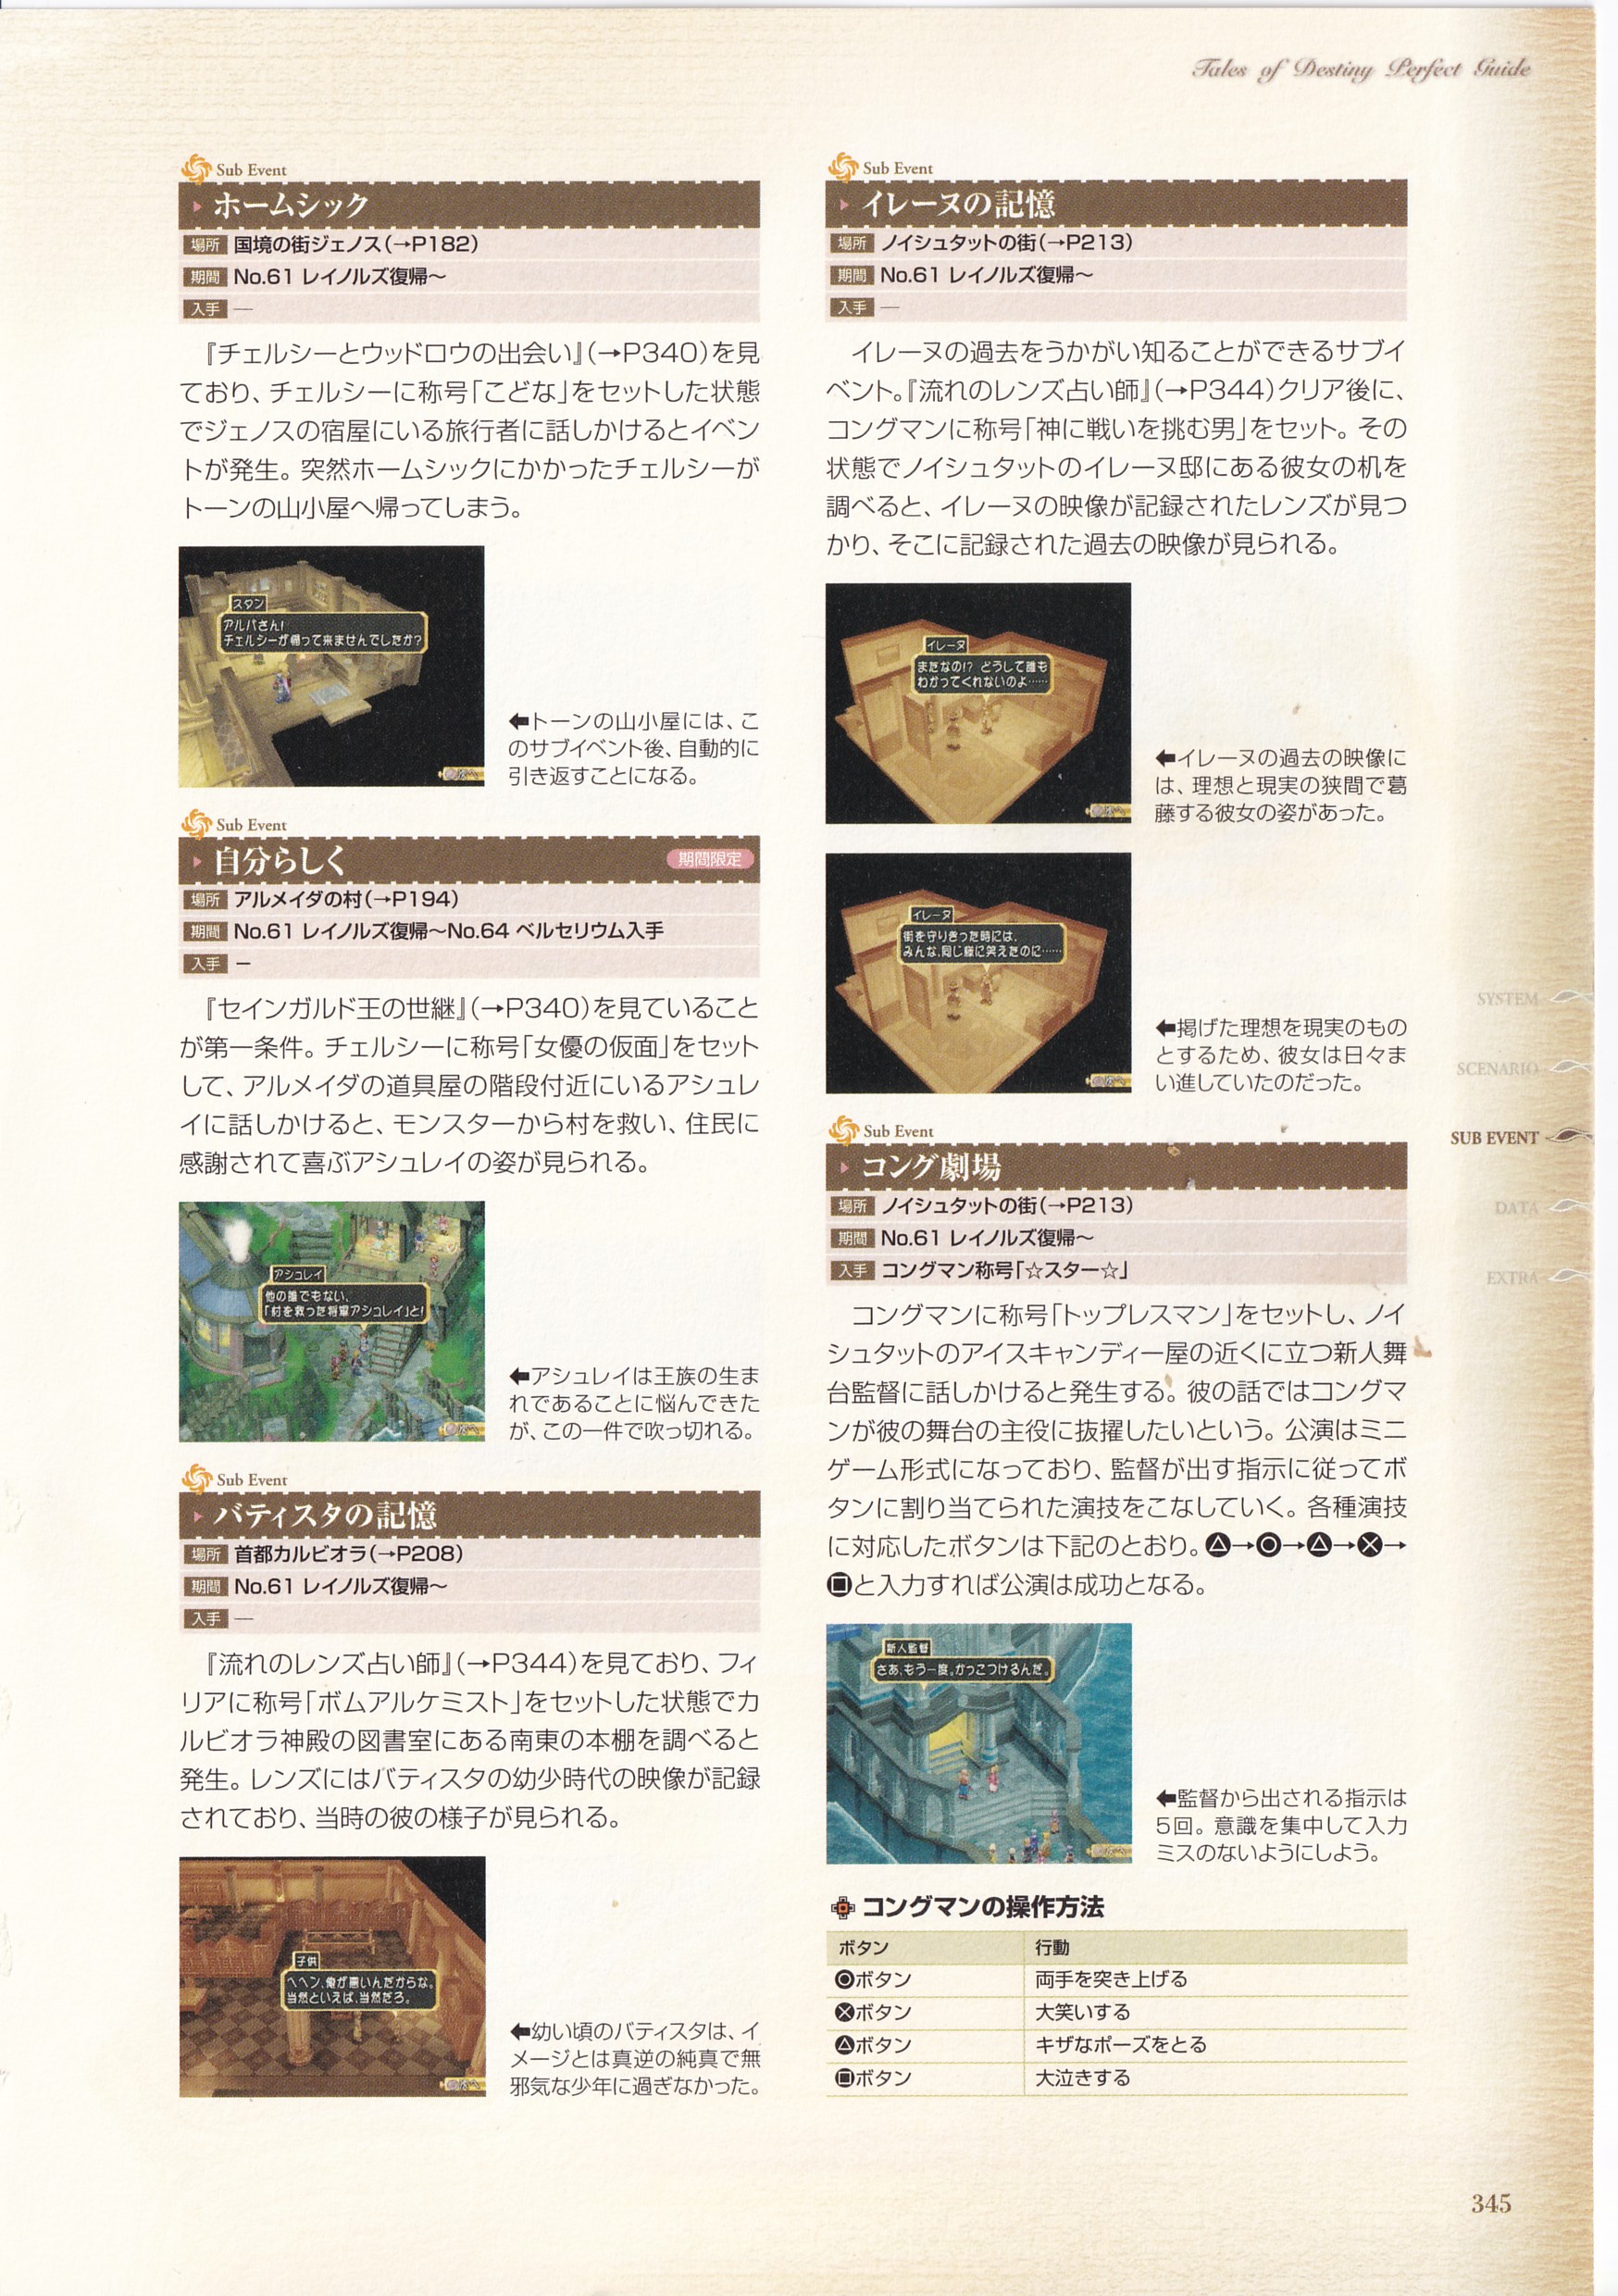 Tales of Destiny Perfect Guide
Sub Event
ホームシック
場所 国境の街ジェノス(→P182)
期間 No.61 レイノルズ復帰～
入手 ―
『チェルシーとウッドロウの出会い』(→P340)を見
ており、チェルシーに称号「こどな」をセットした状態
でジェノスの宿屋にいる旅行者に話しかけるとイベン
トが発生。突然ホームシックにかかったチェルシーが
トーンの山小屋へ帰ってしまう。
スタン
アルバさん!
チェルシーが帰って来ませんでしたか?
←トーンの山小屋には、こ
のサブイベント後、自動的に
引き返すことになる。
Sub Event
自分らしく
期間限定
場所 アルメイダの村(→P194)
期間 No.61 レイノルズ復帰～No.64 ベルセリウム入手
入手 ―
『セインガルド王の世継』(→P340)を見ていること
が第一条件。チェルシーに称号「女優の仮面」をセット
して、アルメイダの道具屋の階段付近にいるアシュレ
イに話しかけると、モンスターから村を救い、住民に
感謝されて喜ぶアシュレイの姿が見られる。
アシュレイ
他の誰でもない、
「村を救った将軍アシュレイ」と!
←アシュレイは王族の生ま
れであることに悩んできた
が、この一件で吹っ切れる。
Sub Event
バティスタの記憶
場所 首都カルビオラ(→P208)
期間 No.61 レイノルズ復帰～
入手 ―
『流れのレンズ占い師』(→P344)を見ており、フィ
リアに称号「ボムアルケミスト」をセットした状態でカ
ルビオラ神殿の図書室にある南東の本棚を調べると
発生。レンズにはバティスタの幼少時代の映像が記録
されており、当時の彼の様子が見られる。
子供
ヘヘン、俺が悪いんだからな。
当然といえば、当然だろ。
←幼い頃のバティスタは、イ
メージとは真逆の純真で無
邪気な少年に過ぎなかった。
Sub Event
イレーヌの記憶
場所 ノイシュタットの街(→P213)
期間 No.61 レイノルズ復帰～
入手 ―
イレーヌの過去をうかがい知ることができるサブイ
ベント。『流れのレンズ占い師』(→P344)クリア後に、
コングマンに称号「神に戦いを挑む男」をセット。その
状態でノイシュタットのイレーヌ邸にある彼女の机を
調べると、イレーヌの映像が記録されたレンズが見つ
かり、そこに記録された過去の映像が見られる。
イレーヌ
まだなの!? どうして誰も
わかってくれないのよ……
←イレーヌの過去の映像に
は、理想と現実の狭間で葛
藤する彼女の姿があった。
イレーヌ
街を守りきった時には、
みんな、同じ様に笑えたのに……
←掲げた理想を現実のもの
とするため、彼女は日々ま
い進していたのだった。
Sub Event
コング劇場
場所 ノイシュタットの街(→P213)
期間 No.61 レイノルズ復帰～
入手 コングマン称号「☆スター☆」
コングマンに称号「トップレスマン」をセットし、ノイ
シュタットのアイスキャンディー屋の近くに立つ新人舞
台監督に話しかけると発生する。彼の話ではコングマ
ンが彼の舞台の主役に抜擢したいという。公演はミニ
ゲーム形式になっており、監督が出す指示に従ってボ
タンに割り当てられた演技をこなしていく。各種演技
に対応したボタンは下記のとおり。△→○→△→×→
□と入力すれば公演は成功となる。
新人監督
さあ、もう一度、かっこつけるんだ。
←監督から出される指示は
5回。意識を集中して入力
ミスのないようにしよう。
コングマンの操作方法
ボタン 行動
○ボタン 両手を突き上げる
×ボタン 大笑いする
△ボタン キザなポーズをとる
□ボタン 大泣きする
SYSTEM
SCENARIO
SUB EVENT
DATA
EXTRA
345